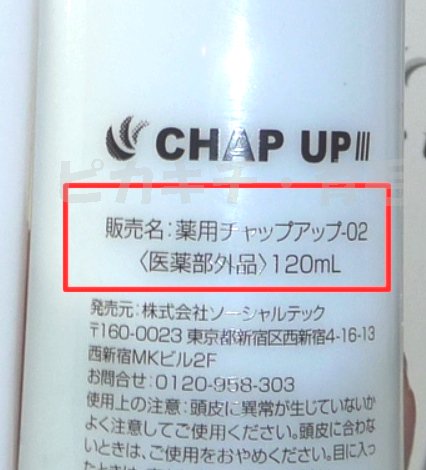 CHAP UP III
販売名:薬用チャップアップ-02
〈医薬部外品〉120mL
発売元:株式会社ソーシャルテック
〒160-0023 東京都新宿区西新宿4-16-13
西新宿MKビル2F
お問合せ:0120-958-303
使用上の注意:頭皮に異常が生じていないか
よく注意してご使用ください。頭皮に合わな
いときは、ご使用をおやめください。目に入っ
たときは、